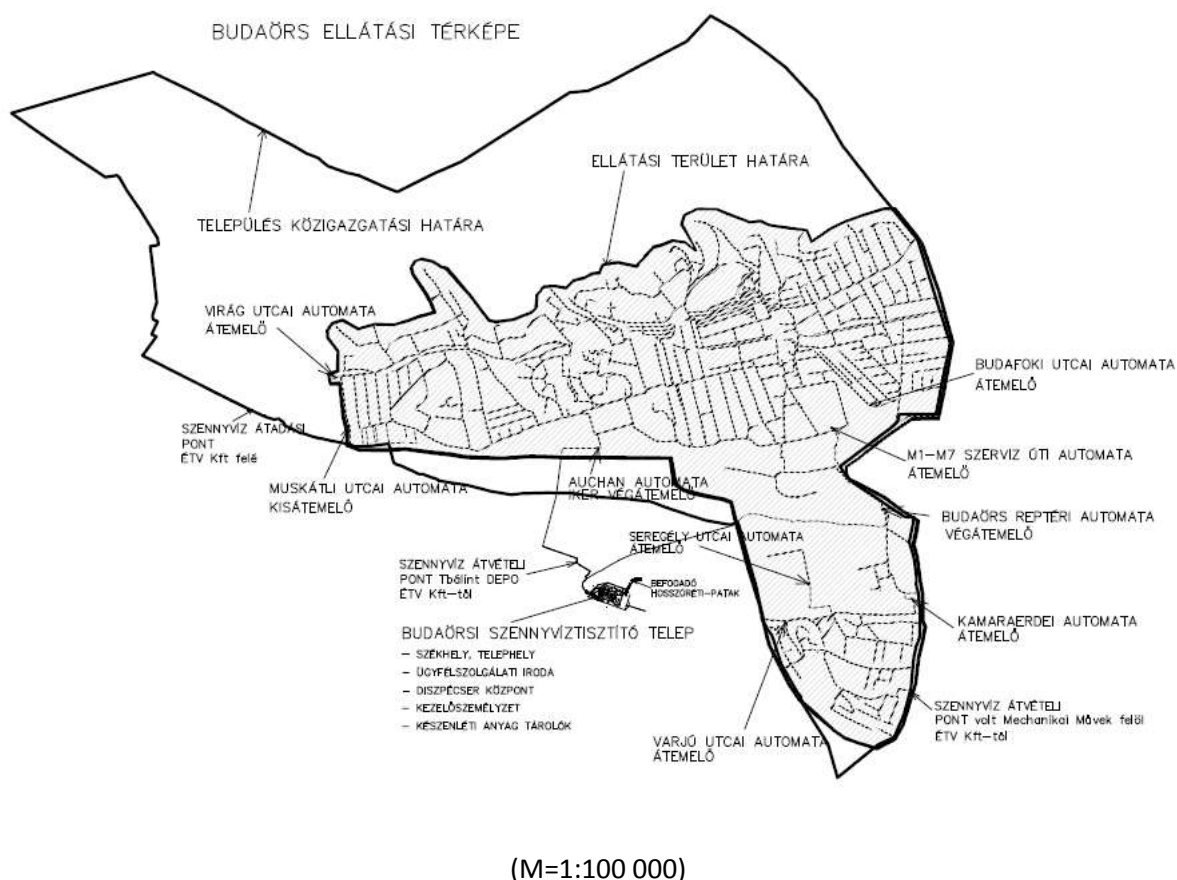 BUDAÖRS ELLÁTÁSI TÉRKÉPE
ELLÁTÁSI TERÜLET HATÁRA
TELEPÜLÉS KÖZIGAZGATÁSI HATÁRA
VIRÁG UTCAI AUTOMATA
ÁTEMELŐ
BUDAFOKI UTCAI AUTOMATA
ÁTEMELŐ
SZENNYVÍZ ÁTADÁSI
PONT
ÉTV Kft felé
M1-M7 SZERVIZ ÚTI AUTOMATA
ÁTEMELŐ
MUSKÁTLI UTCAI AUTOMATA
KISÁTEMELŐ
AUCHAN AUTOMATA
IKER VÉGÁTEMELŐ
BUDAÖRS REPTÉRI AUTOMATA
VÉGÁTEMELŐ
SEREGÉLY UTCAI AUTOMATA
ÁTEMELŐ
SZENNYVÍZ ÁTVÉTELI
PONT Tbálint DEPO
ÉTV Kft-től
BEFOGADÓ
HOSSZÚRÉTI-PATAK
KAMARAERDEI AUTOMATA
ÁTEMELŐ
BUDAÖRSI SZENNYVÍZTISZTÍTÓ TELEP
- SZÉKHELY, TELEPHELY
- ÜGYFÉLSZOLGÁLATI IRODA
- DISZPÉCSER KÖZPONT
- KEZELŐSZEMÉLYZET
- KÉSZENLÉTI ANYAG TÁROLÓK
SZENNYVÍZ ÁTVÉTELI
PONT volt Mechanikai Művek felől
ÉTV Kft-től
VARJÚ UTCAI AUTOMATA
ÁTEMELŐ
(M=1:100 000)